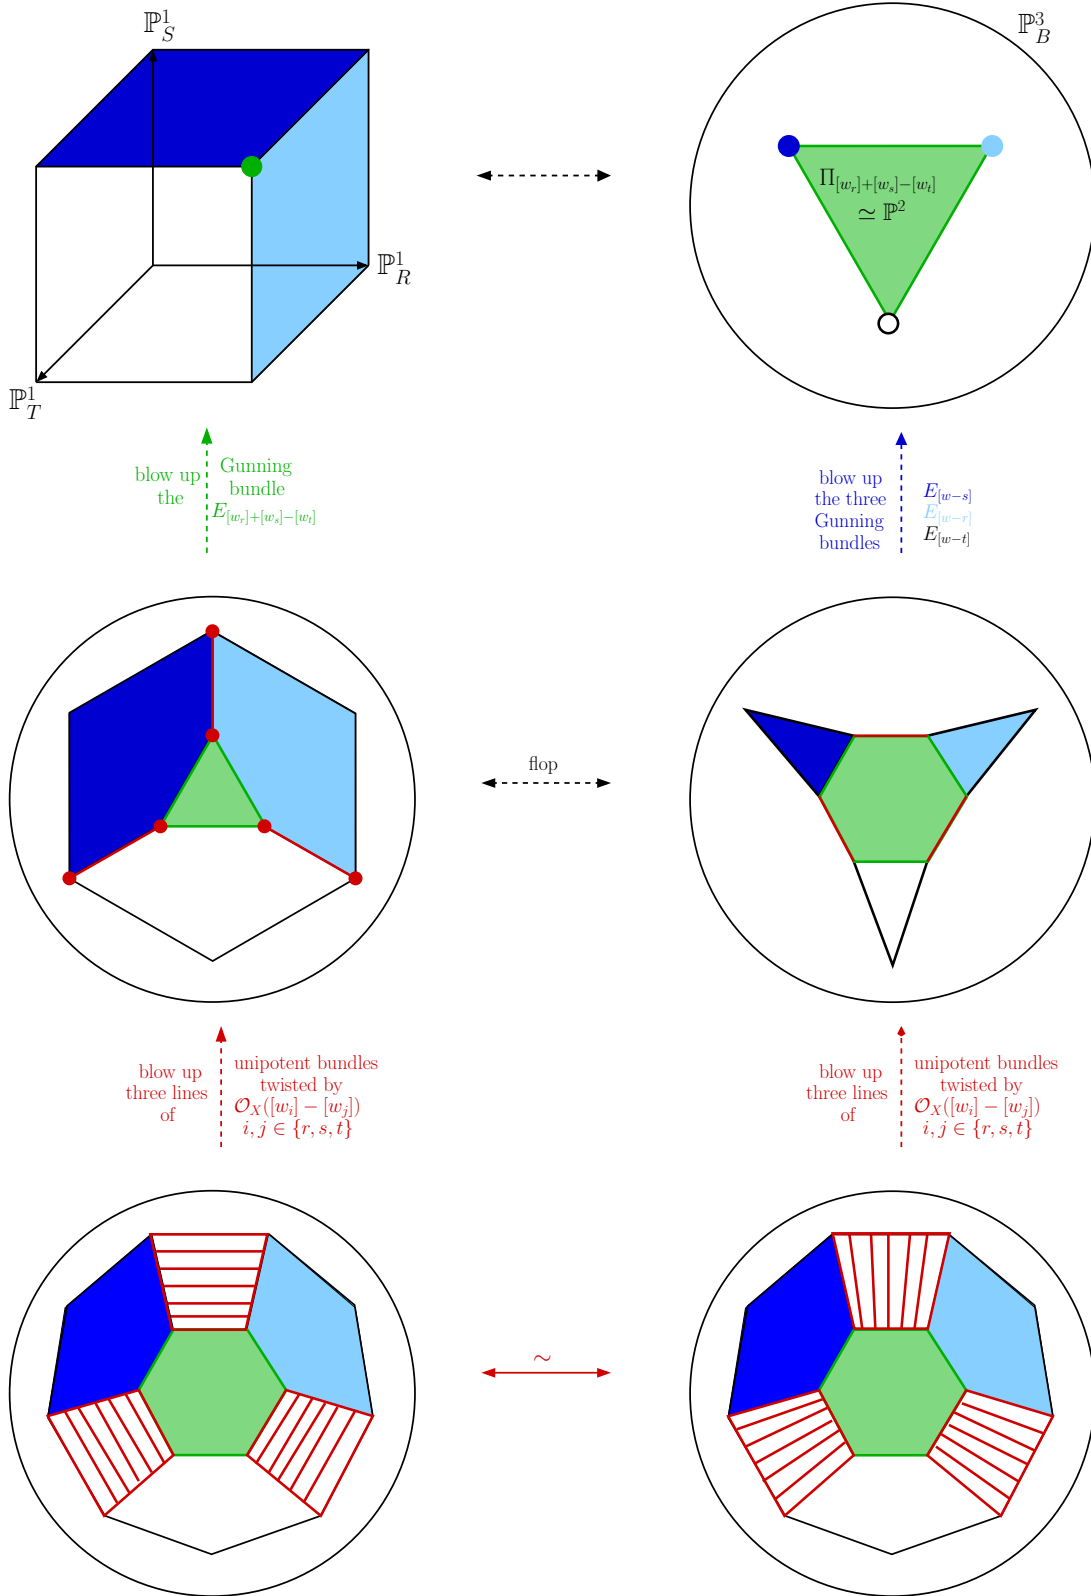 ℙ¹_S
ℙ³_B
Π_{[w_r]+[w_s]−[w_t]}
≃ ℙ²
ℙ¹_R
ℙ¹_T
blow up
the
Gunning
bundle
E_{[w_r]+[w_s]−[w_t]}
blow up
the three
Gunning
bundles
E_{[w−s]}
E_{[w−r]}
E_{[w−t]}
flop
blow up
three lines
of
unipotent bundles
twisted by
𝒪_X([w_i] − [w_j])
i, j ∈ {r, s, t}
blow up
three lines
of
unipotent bundles
twisted by
𝒪_X([w_i] − [w_j])
i, j ∈ {r, s, t}
∼